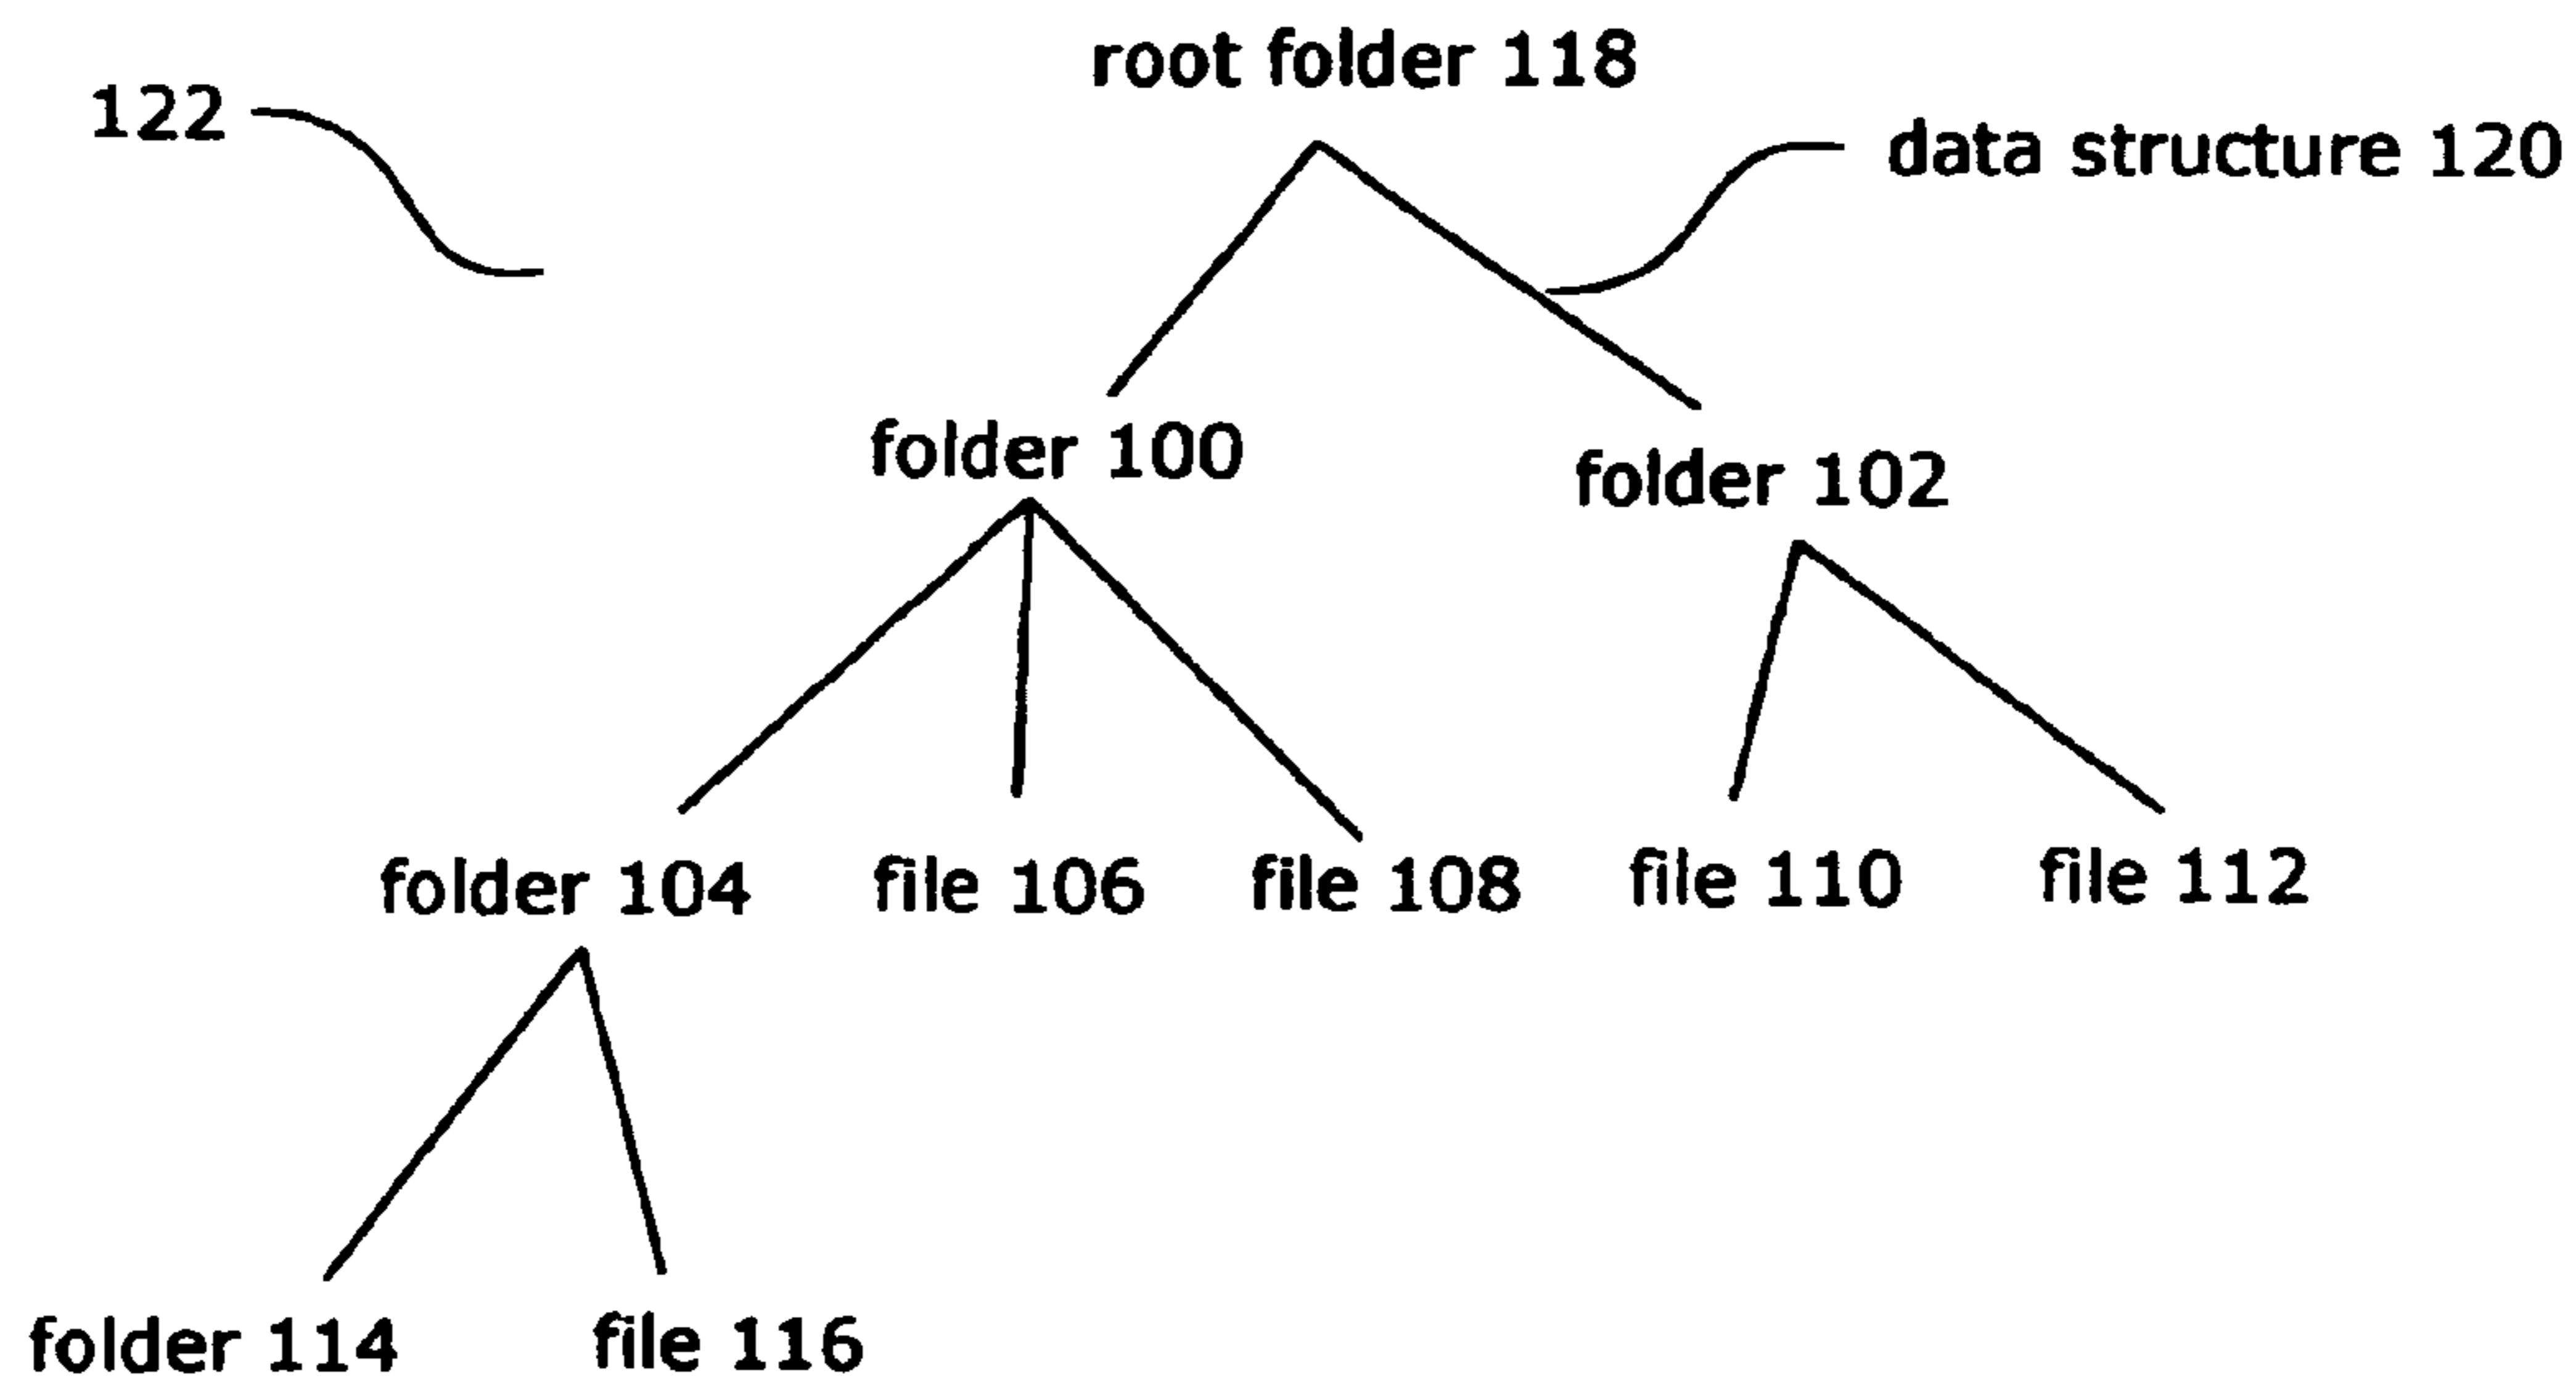 root folder 118
122
data structure 120
folder 100
folder 102
folder 104
file 106
file 108
file 110
file 112
folder 114
file 116